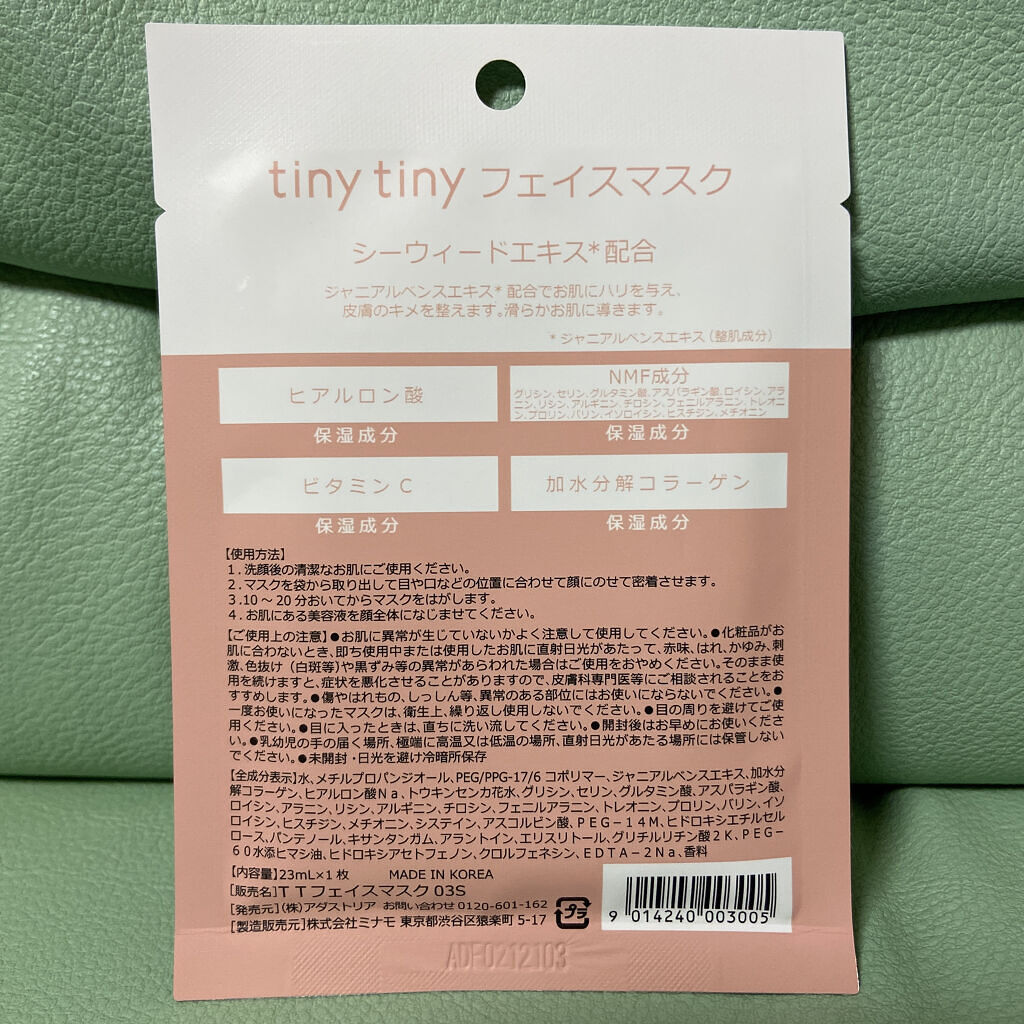 tiny tiny フェイスマスク
シーウィードエキス*配合
ジャニアルベンスエキス*配合でお肌にハリを与え、
皮膚のキメを整えます。滑らかお肌に導きます。
*ジャニアルベンスエキス（整肌成分）
ヒアルロン酸
保湿成分
NMF成分
グリシン、セリン、グルタミン酸、アスパラギン酸、ロイシン、アラ
ニン、リシン、アルギニン、チロシン、フェニルアラニン、トレオニ
ン、プロリン、バリン、イソロイシン、ヒスチジン、メチオニン
保湿成分
ビタミンC
保湿成分
加水分解コラーゲン
保湿成分
【使用方法】
1.洗顔後の清潔なお肌にご使用ください。
2.マスクを袋から取り出して目や口などの位置に合わせて顔にのせて密着させます。
3.10～20分おいてからマスクをはがします。
4.お肌にある美容液を顔全体になじませてください。
【ご使用上の注意】●お肌に異常が生じていないかよく注意して使用してください。●化粧品がお
肌に合わないとき、即ち使用中または使用したお肌に直射日光があたって、赤味、はれ、かゆみ、刺
激、色抜け（白斑等）や黒ずみ等の異常があらわれた場合はご使用をおやめください。そのまま使
用を続けますと、症状を悪化させることがありますので、皮膚科専門医等にご相談されることをお
すすめします。●傷やはれもの、しっしん等、異常のある部位にはお使いにならないでください。●
一度お使いになったマスクは、衛生上、繰り返し使用しないでください。●目の周りを避けてご使
用ください。●目に入ったときは、直ちに洗い流してください。●開封後はお早めにお使いくださ
い。●乳幼児の手の届く場所、極端に高温又は低温の場所、直射日光があたる場所には保管しない
でください。●未開封・日光を避け冷暗所保存
【全成分表示】水、メチルプロパンジオール、PEG/PPG-17/6 コポリマー、ジャニアルベンスエキス、加水分
解コラーゲン、ヒアルロン酸Na、トウキンセンカ花水、グリシン、セリン、グルタミン酸、アスパラギン酸、
ロイシン、アラニン、リシン、アルギニン、チロシン、フェニルアラニン、トレオニン、プロリン、バリン、イソ
ロイシン、ヒスチジン、メチオニン、システイン、アスコルビン酸、PEG－14M、ヒドロキシエチルセル
ロース、パンテノール、キサンタンガム、アラントイン、エリスリトール、グリチルリチン酸2K、PEG－
60水添ヒマシ油、ヒドロキシアセトフェノン、クロルフェネシン、EDTA－2Na、香料
【内容量】23mL×1枚 MADE IN KOREA
[販売名]TTフェイスマスク03S
[発売元]（株）アダストリア お問い合わせ 0120-601-162
[製造販売元]株式会社ミナモ 東京都渋谷区猿楽町 5-17
プラ
9 014240 003005
ADF0212103